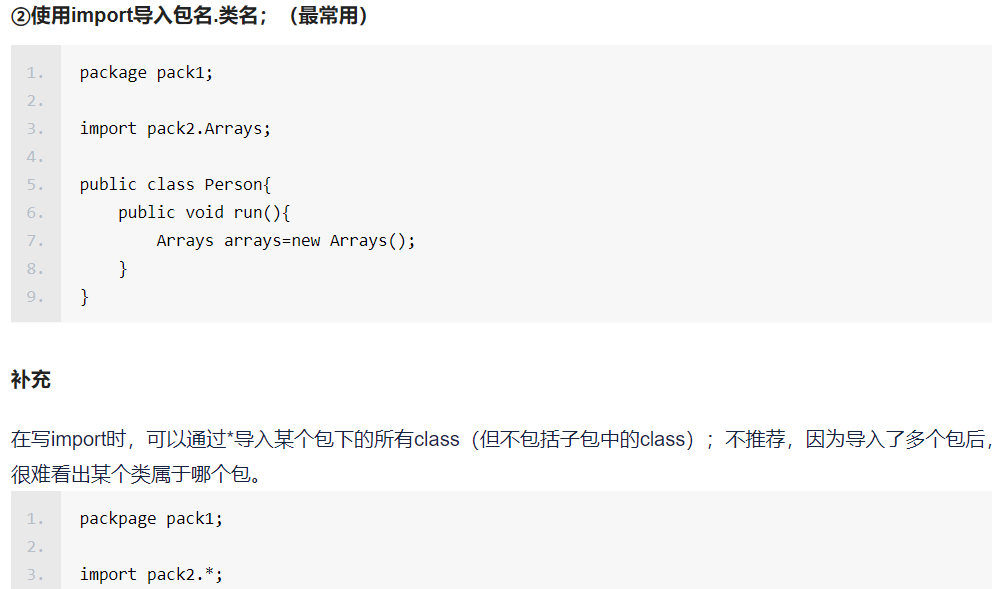 ②使用import导入包名.类名；（最常用）
1. package pack1;
2.
3. import pack2.Arrays;
4.
5. public class Person{
6.     public void run(){
7.         Arrays arrays=new Arrays();
8.     }
9. }
补充
在写import时，可以通过*导入某个包下的所有class（但不包括子包中的class）；不推荐，因为导入了多个包后，
很难看出某个类属于哪个包。
1. packpage pack1;
2.
3. import pack2.*;